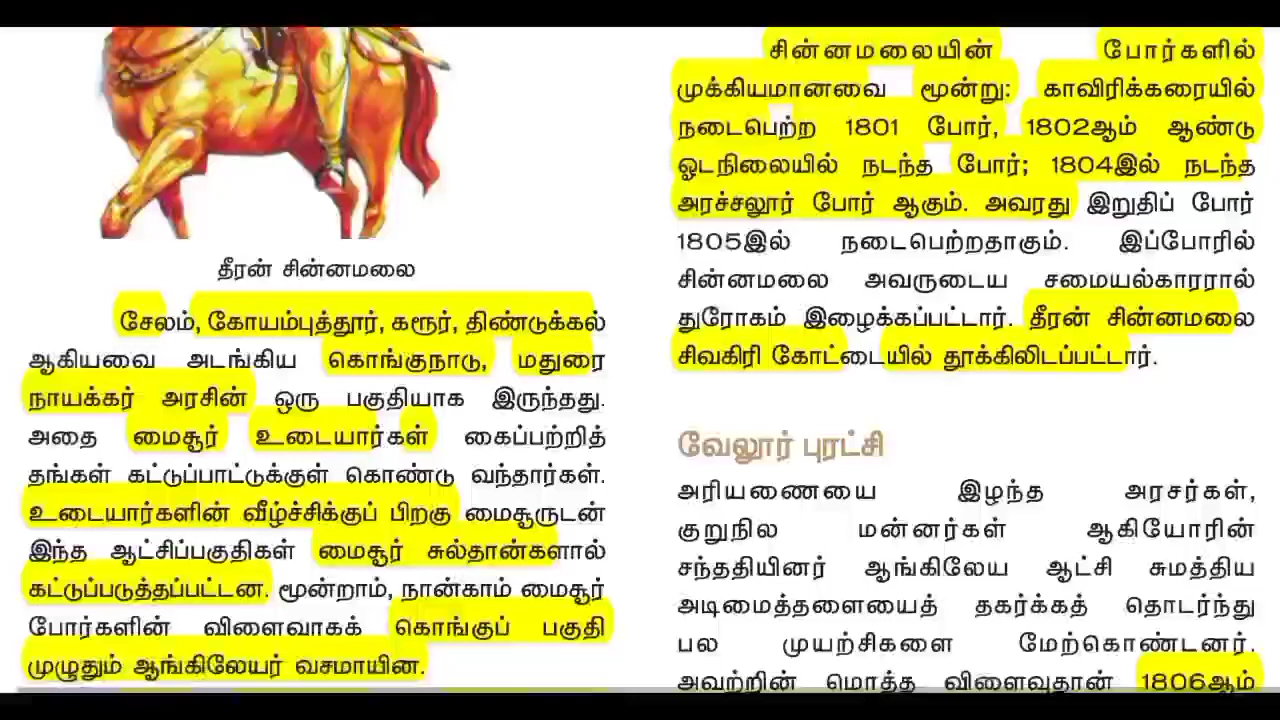 தீரன் சின்னமலை
சேலம், கோயம்புத்தூர், கரூர், திண்டுக்கல்
ஆகியவை அடங்கிய கொங்குநாடு, மதுரை
நாயக்கர் அரசின் ஒரு பகுதியாக இருந்தது.
அதை மைசூர் உடையார்கள் கைப்பற்றித்
தங்கள் கட்டுப்பாட்டுக்குள் கொண்டு வந்தார்கள்.
உடையார்களின் வீழ்ச்சிக்குப் பிறகு மைசூருடன்
இந்த ஆட்சிப்பகுதிகள் மைசூர் சுல்தான்களால்
கட்டுப்படுத்தப்பட்டன. மூன்றாம், நான்காம் மைசூர்
போர்களின் விளைவாகக் கொங்குப் பகுதி
முழுதும் ஆங்கிலேயர் வசமாயின.
சின்னமலையின் போர்களில்
முக்கியமானவை மூன்று: காவிரிக்கரையில்
நடைபெற்ற 1801 போர், 1802ஆம் ஆண்டு
ஓடநிலையில் நடந்த போர்; 1804இல் நடந்த
அரச்சலூர் போர் ஆகும். அவரது இறுதிப் போர்
1805இல் நடைபெற்றதாகும். இப்போரில்
சின்னமலை அவருடைய சமையல்காரரால்
துரோகம் இழைக்கப்பட்டார். தீரன் சின்னமலை
சிவகிரி கோட்டையில் தூக்கிலிடப்பட்டார்.
வேலூர் புரட்சி
அரியணையை இழந்த அரசர்கள்,
குறுநில மன்னர்கள் ஆகியோரின்
சந்ததியினர் ஆங்கிலேய ஆட்சி சுமத்திய
அடிமைத்தளையைத் தகர்க்கத் தொடர்ந்து
பல முயற்சிகளை மேற்கொண்டனர்.
அவற்றின் மொத்த விளைவுதான் 1806ஆம்